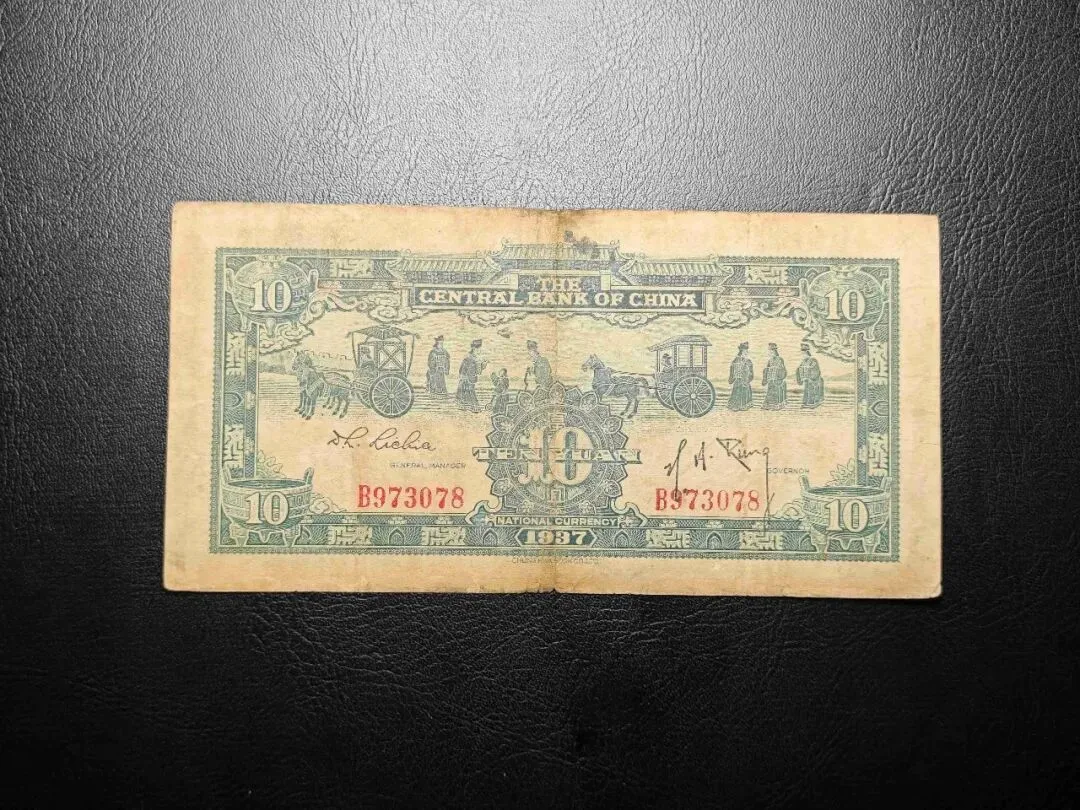 THE
CENTRAL BANK OF CHINA
10
10
GENERAL MANAGER
TEN YUAN
10
GOVERNOR
B973078
B973078
10
10
NATIONAL CURRENCY
1937